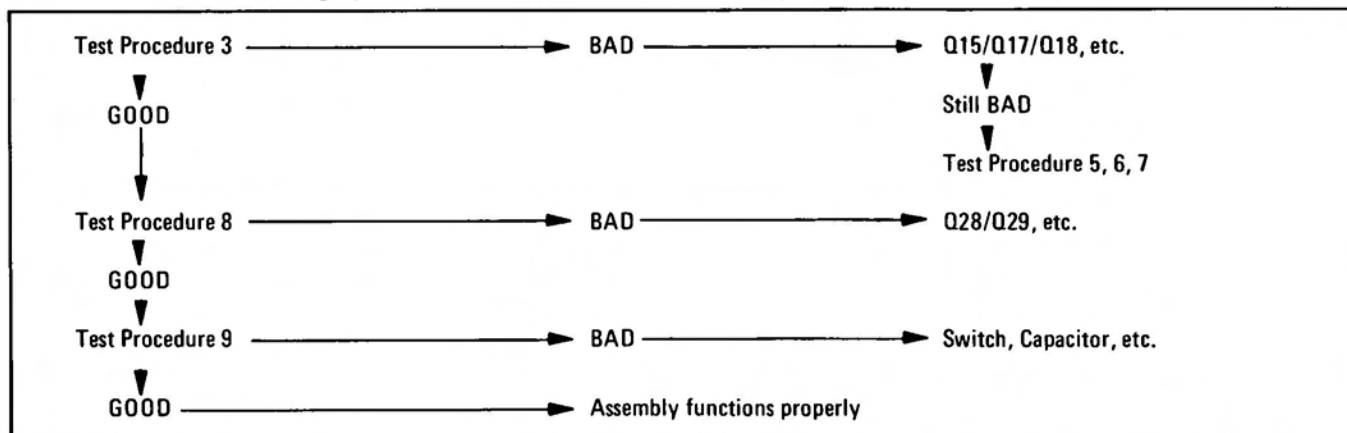 Test Procedure 3 BAD Q15/Q17/Q18, etc.
GOOD Still BAD
Test Procedure 5, 6, 7
Test Procedure 8 BAD Q28/Q29, etc.
GOOD
Test Procedure 9 BAD Switch, Capacitor, etc.
GOOD Assembly functions properly